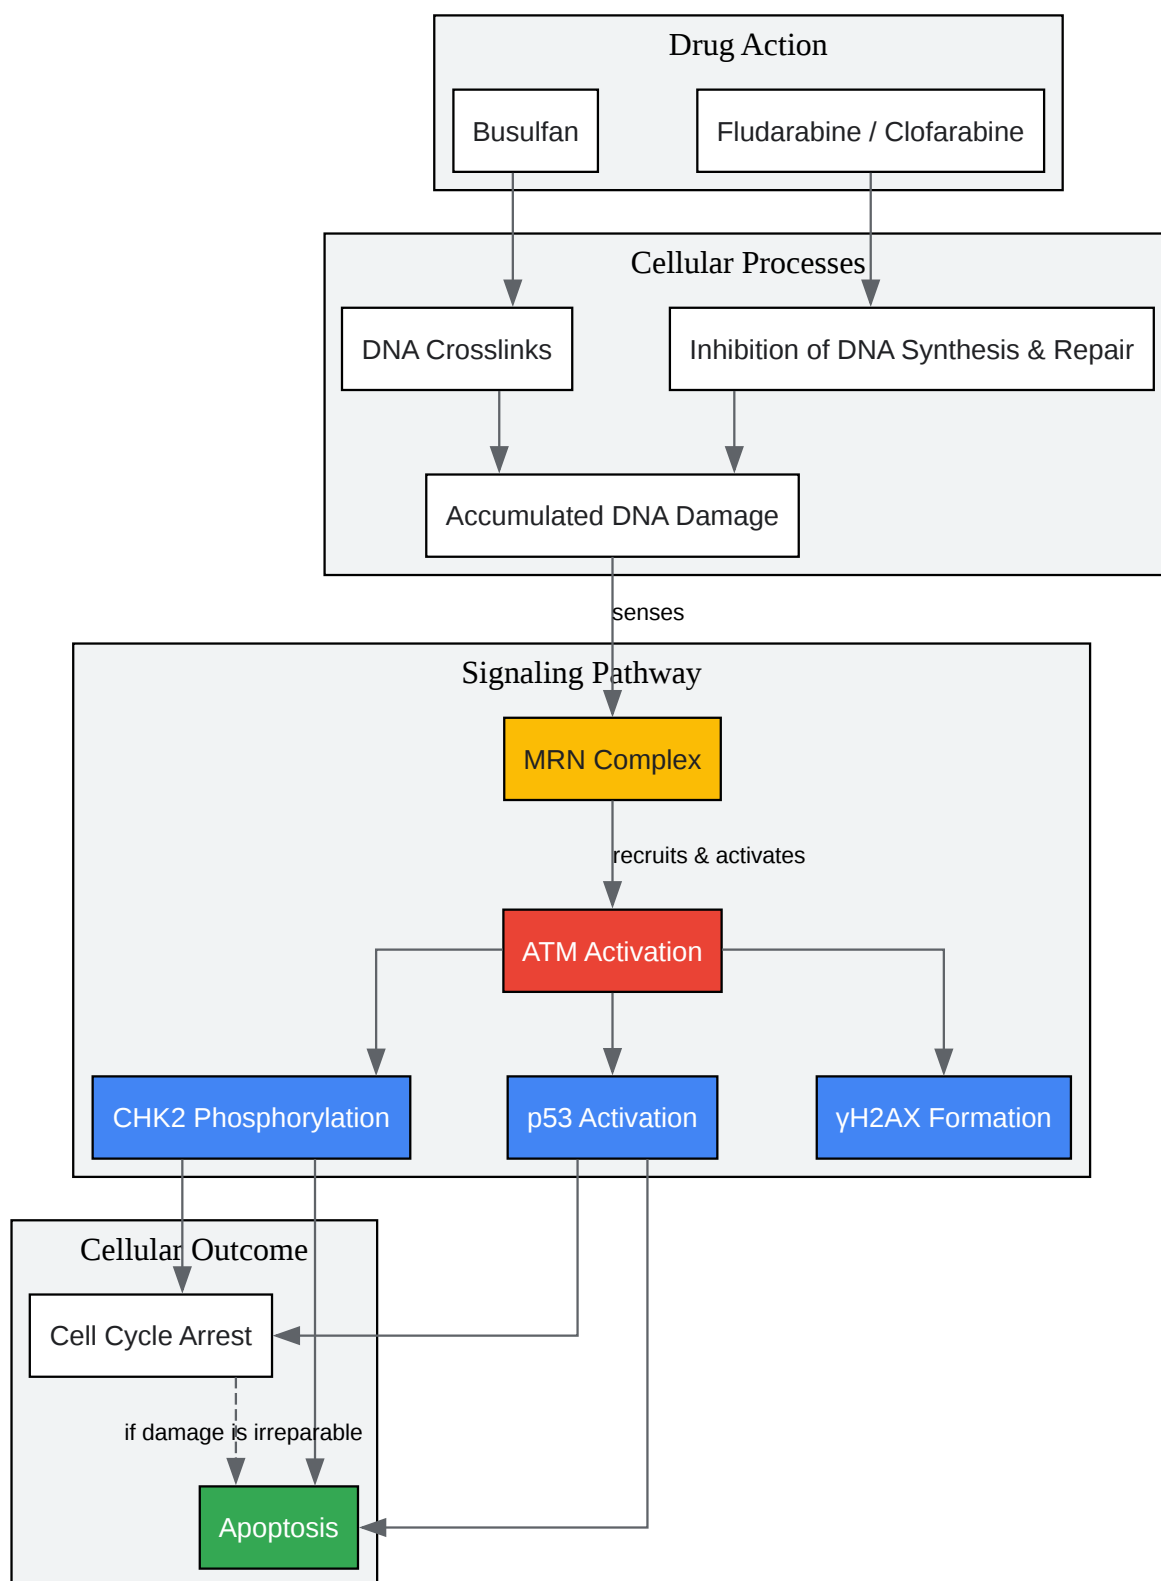 Drug Action
Busulfan
Fludarabine / Clofarabine
Cellular Processes
DNA Crosslinks
Inhibition of DNA Synthesis & Repair
Accumulated DNA Damage
senses
Signaling Pathway
MRN Complex
recruits & activates
ATM Activation
CHK2 Phosphorylation
p53 Activation
γH2AX Formation
Cellular Outcome
Cell Cycle Arrest
if damage is irreparable
Apoptosis